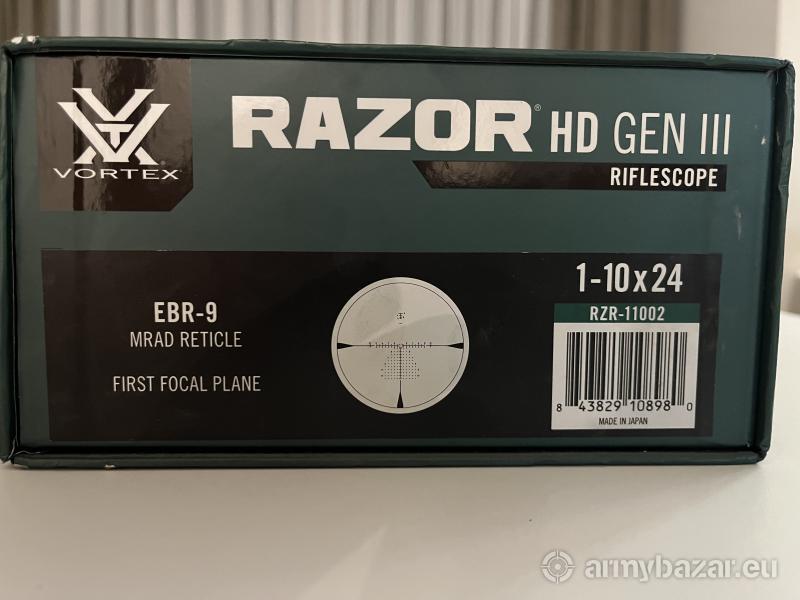 VORTEX
RAZOR® HD GEN III
RIFLESCOPE
EBR-9
MRAD RETICLE
FIRST FOCAL PLANE
1-10x24
RZR-11002
8 43829 10898 0
MADE IN JAPAN
armybazar.eu